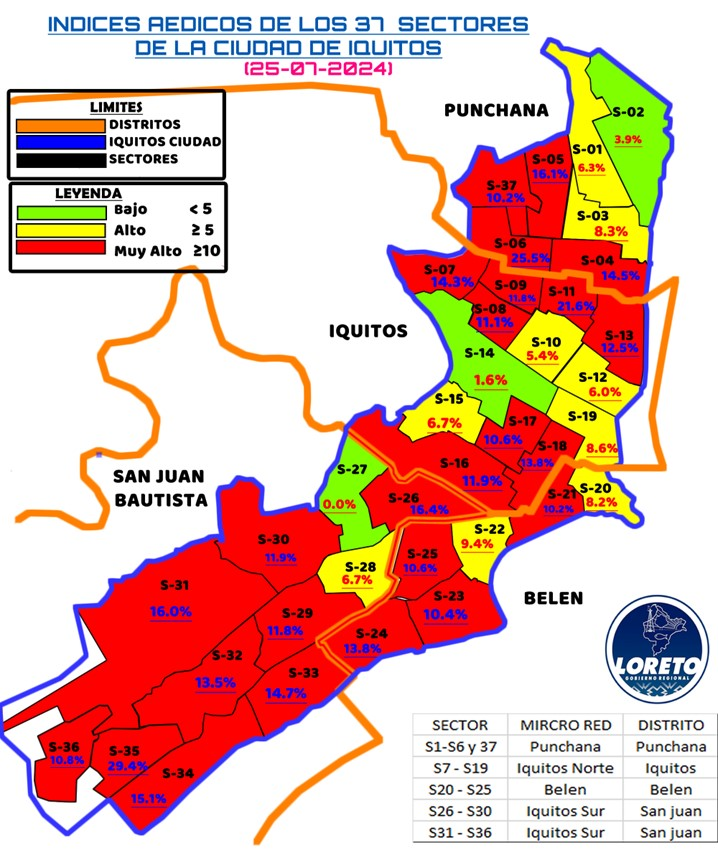 INDICES AEDICOS DE LOS 37 SECTORES
DE LA CIUDAD DE IQUITOS
(25-07-2024)
LIMITES
DISTRITOS
IQUITOS CIUDAD
SECTORES
LEYENDA
Bajo < 5
Alto ≥ 5
Muy Alto ≥10
PUNCHANA
S-02
3.9%
S-01
6.3%
S-05
16.1%
S-37
10.2%
S-03
8.3%
S-06
25.5%
S-04
14.5%
S-07
14.3%
S-09
11.8%
S-11
21.6%
S-08
11.1%
IQUITOS
S-10
5.4%
S-13
12.5%
S-14
1.6%
S-12
6.0%
S-15
6.7%
S-17
10.6%
S-19
8.6%
S-18
13.8%
S-16
11.9%
S-27
0.0%
SAN JUAN
BAUTISTA
S-26
16.4%
S-21
10.2%
S-20
8.2%
S-22
9.4%
S-30
11.9%
S-25
10.6%
S-28
6.7%
S-31
16.0%
S-23
10.4%
BELEN
S-29
11.8%
S-24
13.8%
S-32
13.5%
S-33
14.7%
S-36
10.8%
S-35
29.4%
S-34
15.1%
LORETO
GOBIERNO REGIONAL
SECTOR MIRCRO RED DISTRITO
S1-S6 y 37 Punchana Punchana
S7 - S19 Iquitos Norte Iquitos
S20 - S25 Belen Belen
S26 - S30 Iquitos Sur San juan
S31 - S36 Iquitos Sur San juan